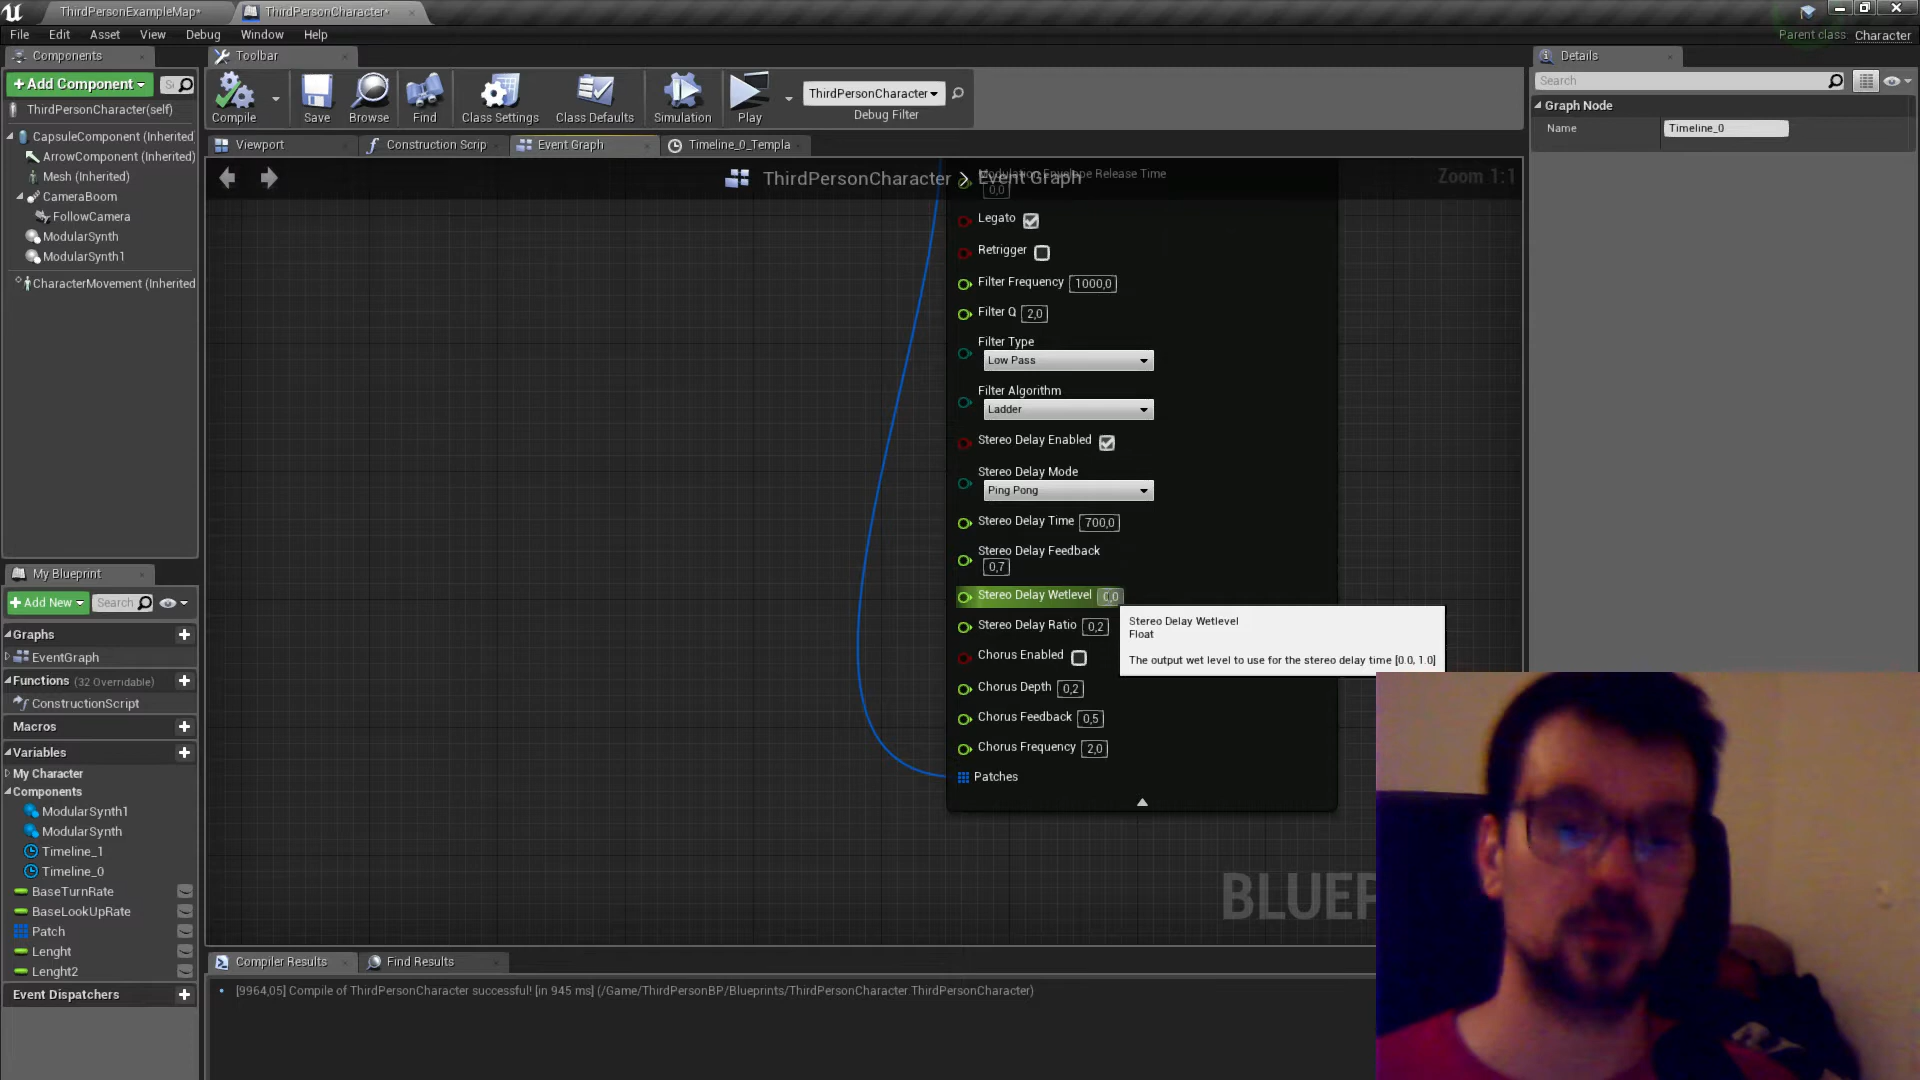 ThirdPersonExampleMap*
ThirdPersonCharacter*
File Edit Asset View Debug Window Help
Parent class: Character
Components
Toolbar
Details
+Add Component
ThirdPersonCharacter(self)
CapsuleComponent (Inherited
ArrowComponent (Inherited)
Mesh (Inherited)
CameraBoom
FollowCamera
ModularSynth
ModularSynth1
CharacterMovement (Inherited
Compile
Save
Browse
Find
Class Settings
Class Defaults
Simulation
Play
ThirdPersonCharacter
Debug Filter
Search
Graph Node
Name Timeline_0
Viewport
Construction Scrip
Event Graph
Timeline_0_Templa
ThirdPersonCharacter > Event Graph
Zoom 1:1
Modulation Envelope Release Time
0,0
Legato
Retrigger
Filter Frequency 1000,0
Filter Q 2,0
Filter Type
Low Pass
Filter Algorithm
Ladder
Stereo Delay Enabled
Stereo Delay Mode
Ping Pong
Stereo Delay Time 700,0
Stereo Delay Feedback
0,7
Stereo Delay Wetlevel 0,0
Stereo Delay Ratio 0,2
Chorus Enabled
Chorus Depth 0,2
Chorus Feedback 0,5
Chorus Frequency 2,0
Patches
Stereo Delay Wetlevel
Float
The output wet level to use for the stereo delay time [0.0, 1.0]
BLUEP
My Blueprint
+Add New
Search
Graphs
EventGraph
Functions (32 Overridable)
ConstructionScript
Macros
Variables
My Character
Components
ModularSynth1
ModularSynth
Timeline_1
Timeline_0
BaseTurnRate
BaseLookUpRate
Patch
Lenght
Lenght2
Event Dispatchers
Compiler Results
Find Results
[9964,05] Compile of ThirdPersonCharacter successful! [in 945 ms] (/Game/ThirdPersonBP/Blueprints/ThirdPersonCharacter.ThirdPersonCharacter)